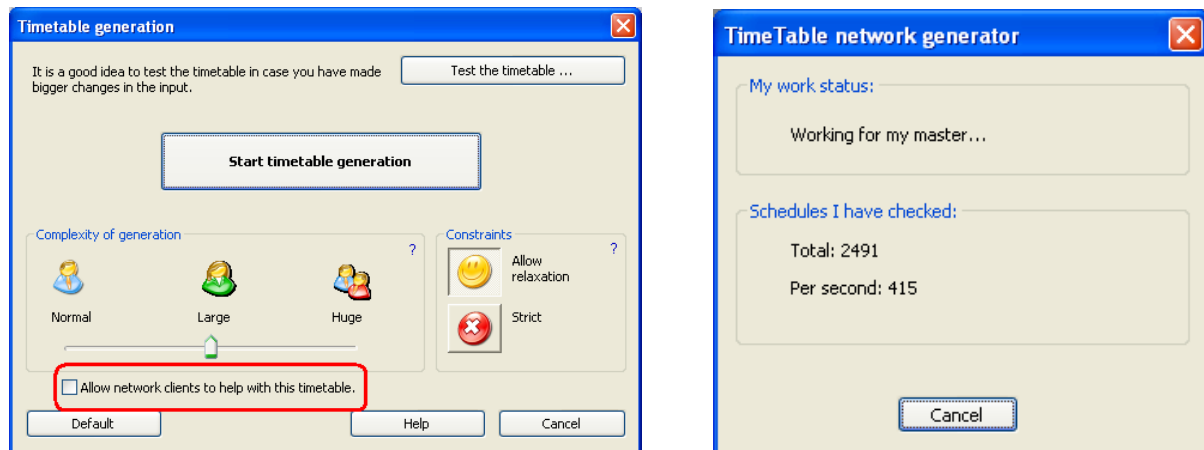 Timetable generation
It is a good idea to test the timetable in case you have made
bigger changes in the input.
Test the timetable ...
Start timetable generation
Complexity of generation
?
Normal
Large
Huge
Constraints
?
Allow
relaxation
Strict
Allow network clients to help with this timetable.
Default
Help
Cancel
TimeTable network generator
My work status:
Working for my master...
Schedules I have checked:
Total: 2491
Per second: 415
Cancel